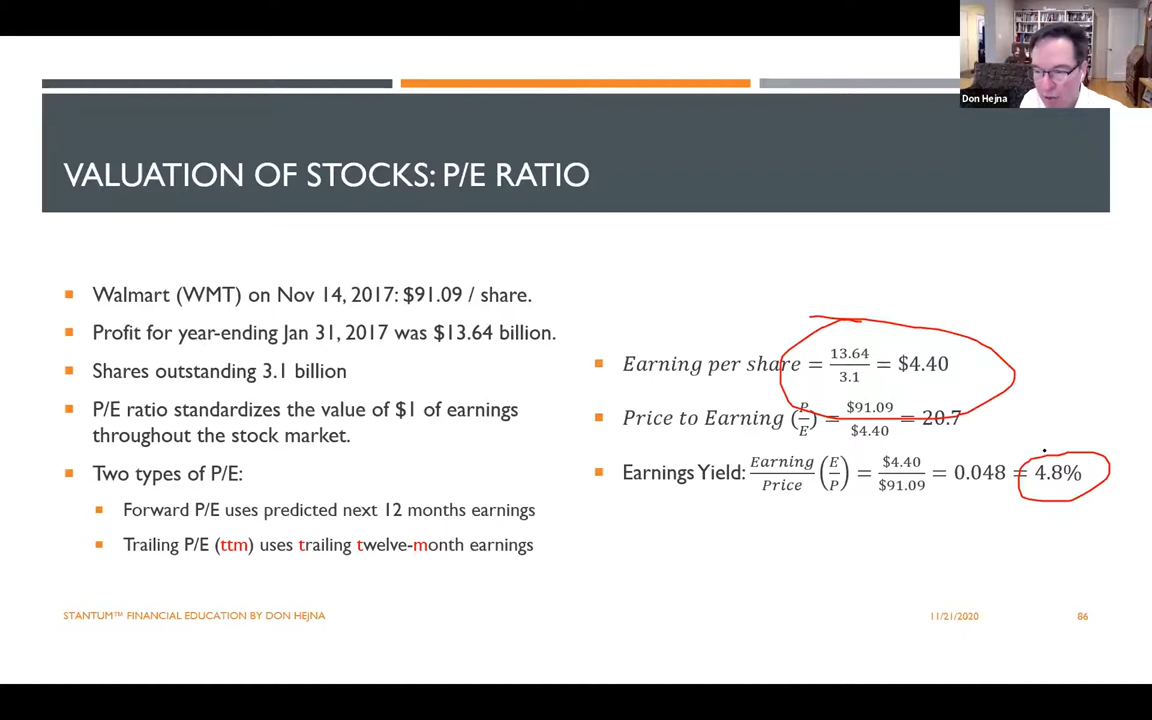 Don Hejna
VALUATION OF STOCKS: P/E RATIO
Walmart (WMT) on Nov 14, 2017: $91.09 / share.
Profit for year-ending Jan 31, 2017 was $13.64 billion.
Shares outstanding 3.1 billion
P/E ratio standardizes the value of $1 of earnings
throughout the stock market.
Two types of P/E:
Forward P/E uses predicted next 12 months earnings
Trailing P/E (ttm) uses trailing twelve-month earnings
Earning per share = 13.64/3.1 = $4.40
Price to Earning (P/E) = $91.09/$4.40 = 20.7
Earnings Yield: Earning/Price (E/P) = $4.40/$91.09 = 0.048 = 4.8%
STANTUM™ FINANCIAL EDUCATION BY DON HEJNA
11/21/2020
86